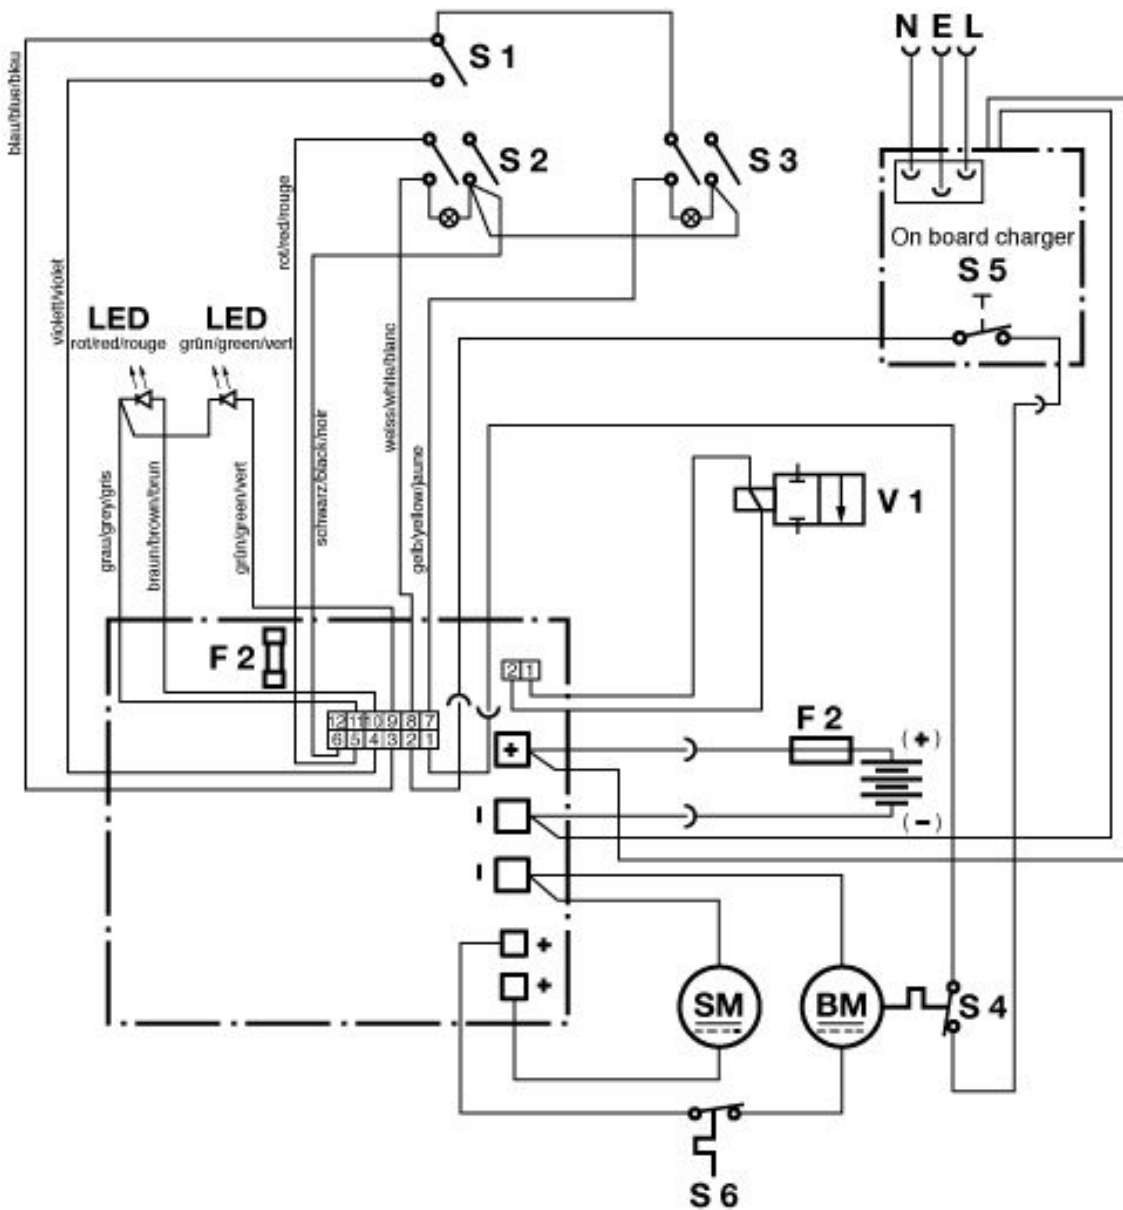 N E L
S 1
blau/blue/bleu
S 2
S 3
rot/red/rouge
On board charger
S 5
violett/violet
LED
rot/red/rouge
LED
grün/green/vert
weiss/white/blanc
schwarz/black/noir
gelb/yellow/jaune
grau/grey/gris
braun/brown/brun
grün/green/vert
V 1
F 2
2 1
12 11 10 9 8 7
6 5 4 3 2 1
F 2
+
(+)
−
(−)
−
+
+
SM
BM
S 4
S 6